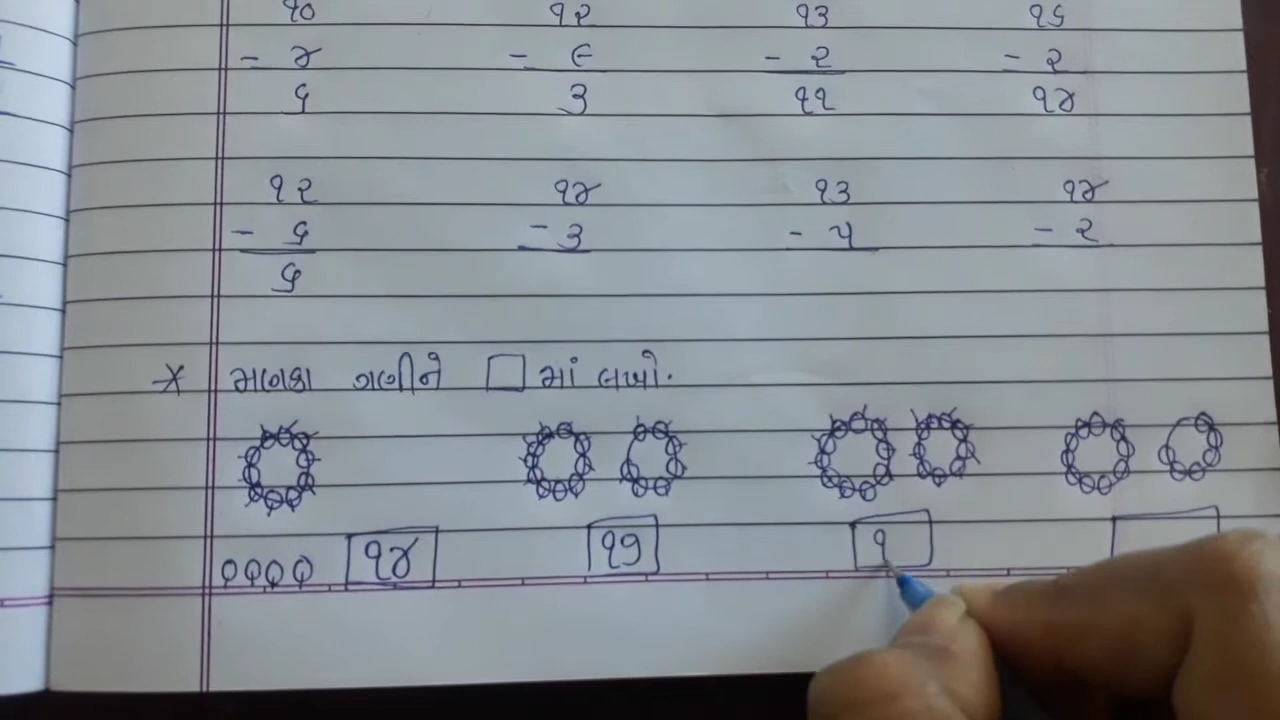 ૧૦ ૧૨ ૧૩ ૧૬
- ૪ - ૯ - ૨ - ૨
૬ ૩ ૧૧ ૧૪
૧૨ ૧૪ ૧૩ ૧૪
- ૬ - ૩ - ૫ - ૨
૬
* મણકા ગણીને □ માં લખો.
૧૪ ૧૭ ૧